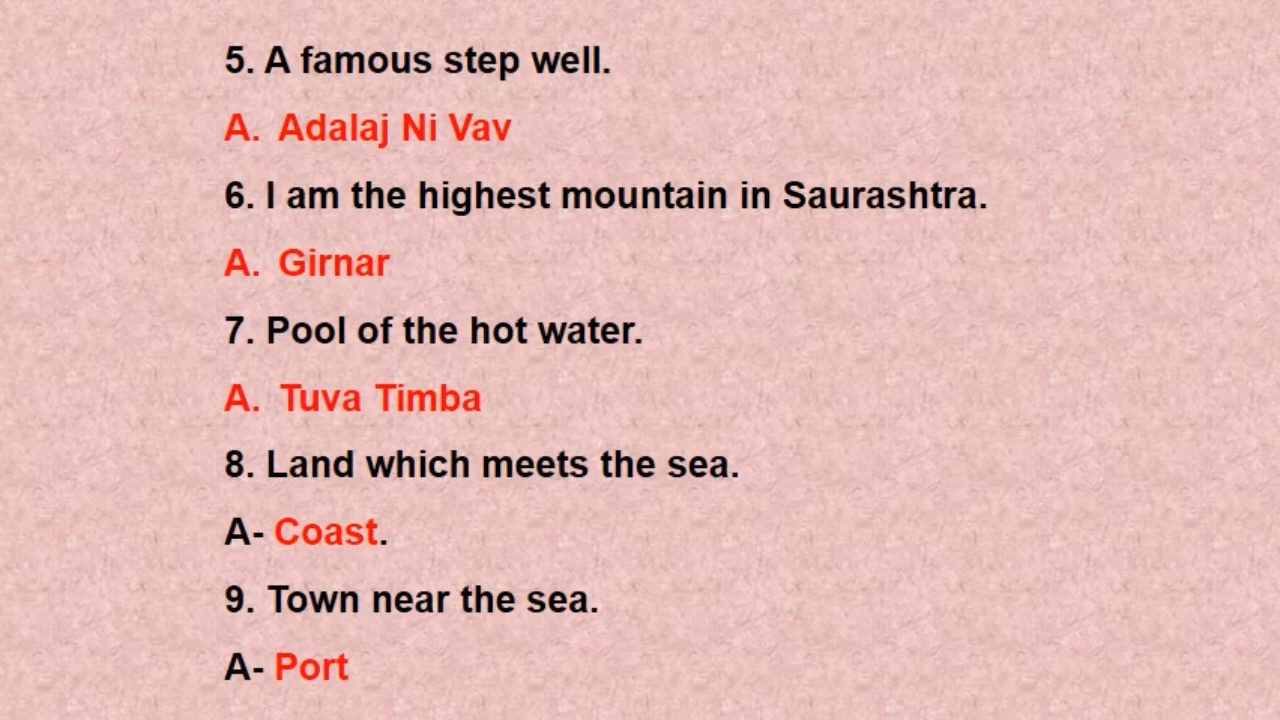 5. A famous step well.
A. Adalaj Ni Vav
6. I am the highest mountain in Saurashtra.
A. Girnar
7. Pool of the hot water.
A. Tuva Timba
8. Land which meets the sea.
A- Coast.
9. Town near the sea.
A- Port